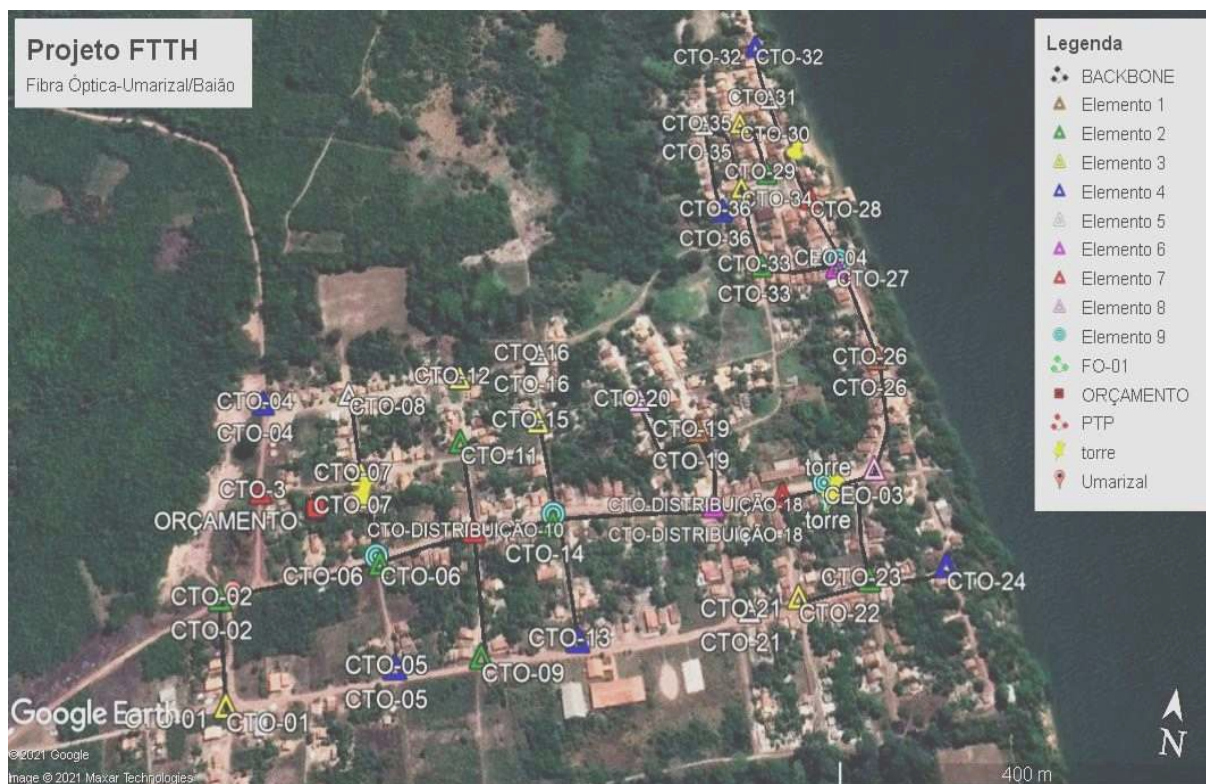 Projeto FTTH
Fibra Óptica-Umarizal/Baião
Legenda
BACKBONE
Elemento 1
Elemento 2
Elemento 3
Elemento 4
Elemento 5
Elemento 6
Elemento 7
Elemento 8
Elemento 9
FO-01
ORÇAMENTO
PTP
torre
Umarizal
CTO-32 CTO-32
CTO-31
CTO-35 CTO-30
CTO-35
CTO-29
CTO-34
CTO-36 CTO-28
CTO-36
CTO-33 CEO-04
CTO-33 CTO-27
CTO-26
CTO-26
CTO-16
CTO-16
CTO-12
CTO-04 CTO-08
CTO-04
CTO-20
CTO-15
CTO-19
CTO-19
CTO-11
CTO-07
CTO-07
CTO-3
ORÇAMENTO
torre
CEO-03
torre
CTO-DISTRIBUIÇÃO-18
CTO-DISTRIBUIÇÃO-18
CTO-DISTRIBUIÇÃO-10
CTO-14
CTO-06 CTO-06
CTO-02
CTO-02
CTO-23
CTO-24
CTO-21 CTO-22
CTO-21
CTO-13
CTO-05 CTO-09
CTO-05
CTO-01 CTO-01
Google Earth
© 2021 Google
Image © 2021 Maxar Technologies
400 m
N